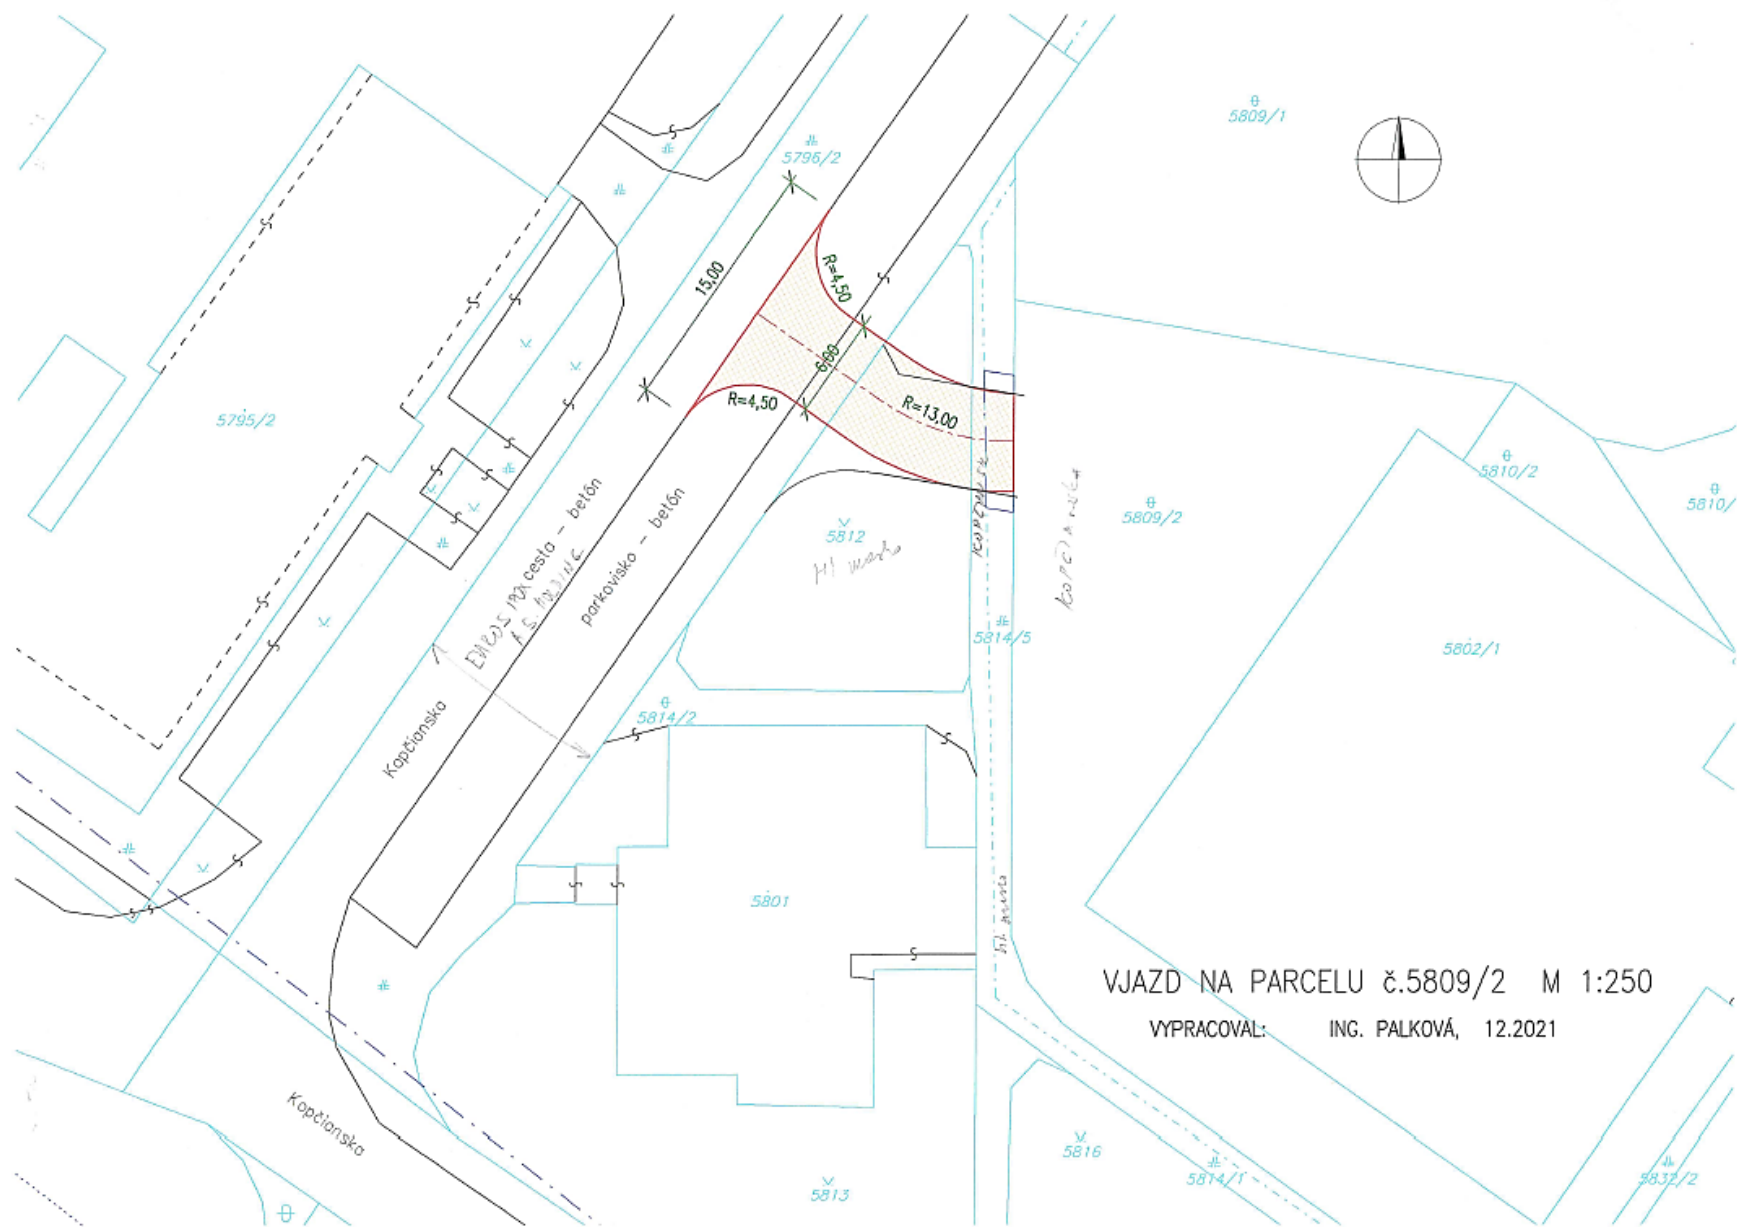 5809/1
5796/2
15,00
R=4,50
6,00
R=4,50
R=13,00
5795/2
5810/2
5810/
5809/2
5812
cesta - betón
parkovisko - betón
5814/5
5802/1
5814/2
Kopčianska
5801
VJAZD NA PARCELU č.5809/2 M 1:250
VYPRACOVAL: ING. PALKOVÁ, 12.2021
Kopčianska
5816
5814/1
5832/2
5813